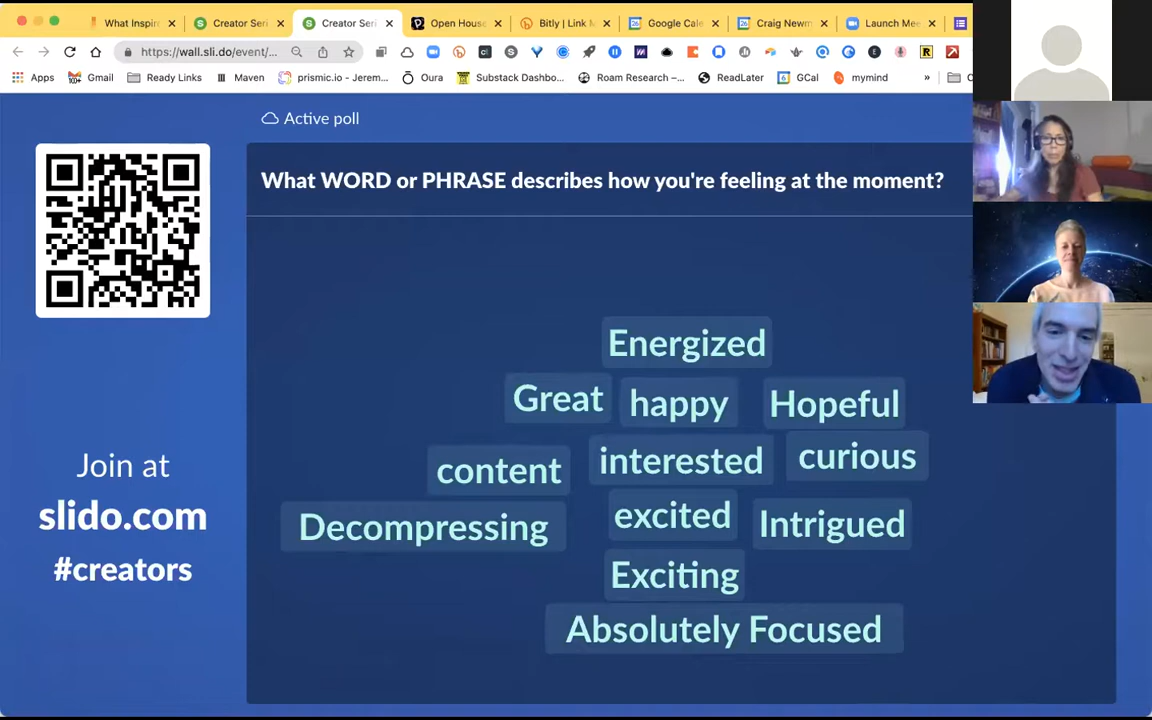 What Inspir
Creator Seri
Creator Seri
Open House
Bitly | Link M
Google Cale
Craig Newm
Launch Mee
https://wall.sli.do/event/...
Apps
Gmail
Ready Links
Maven
prismic.io - Jerem...
Oura
Substack Dashbo...
Roam Research –...
ReadLater
GCal
mymind
»
Active poll
What WORD or PHRASE describes how you're feeling at the moment?
Energized
Great happy Hopeful
content interested curious
Decompressing excited Intrigued
Exciting
Absolutely Focused
Join at
slido.com
#creators